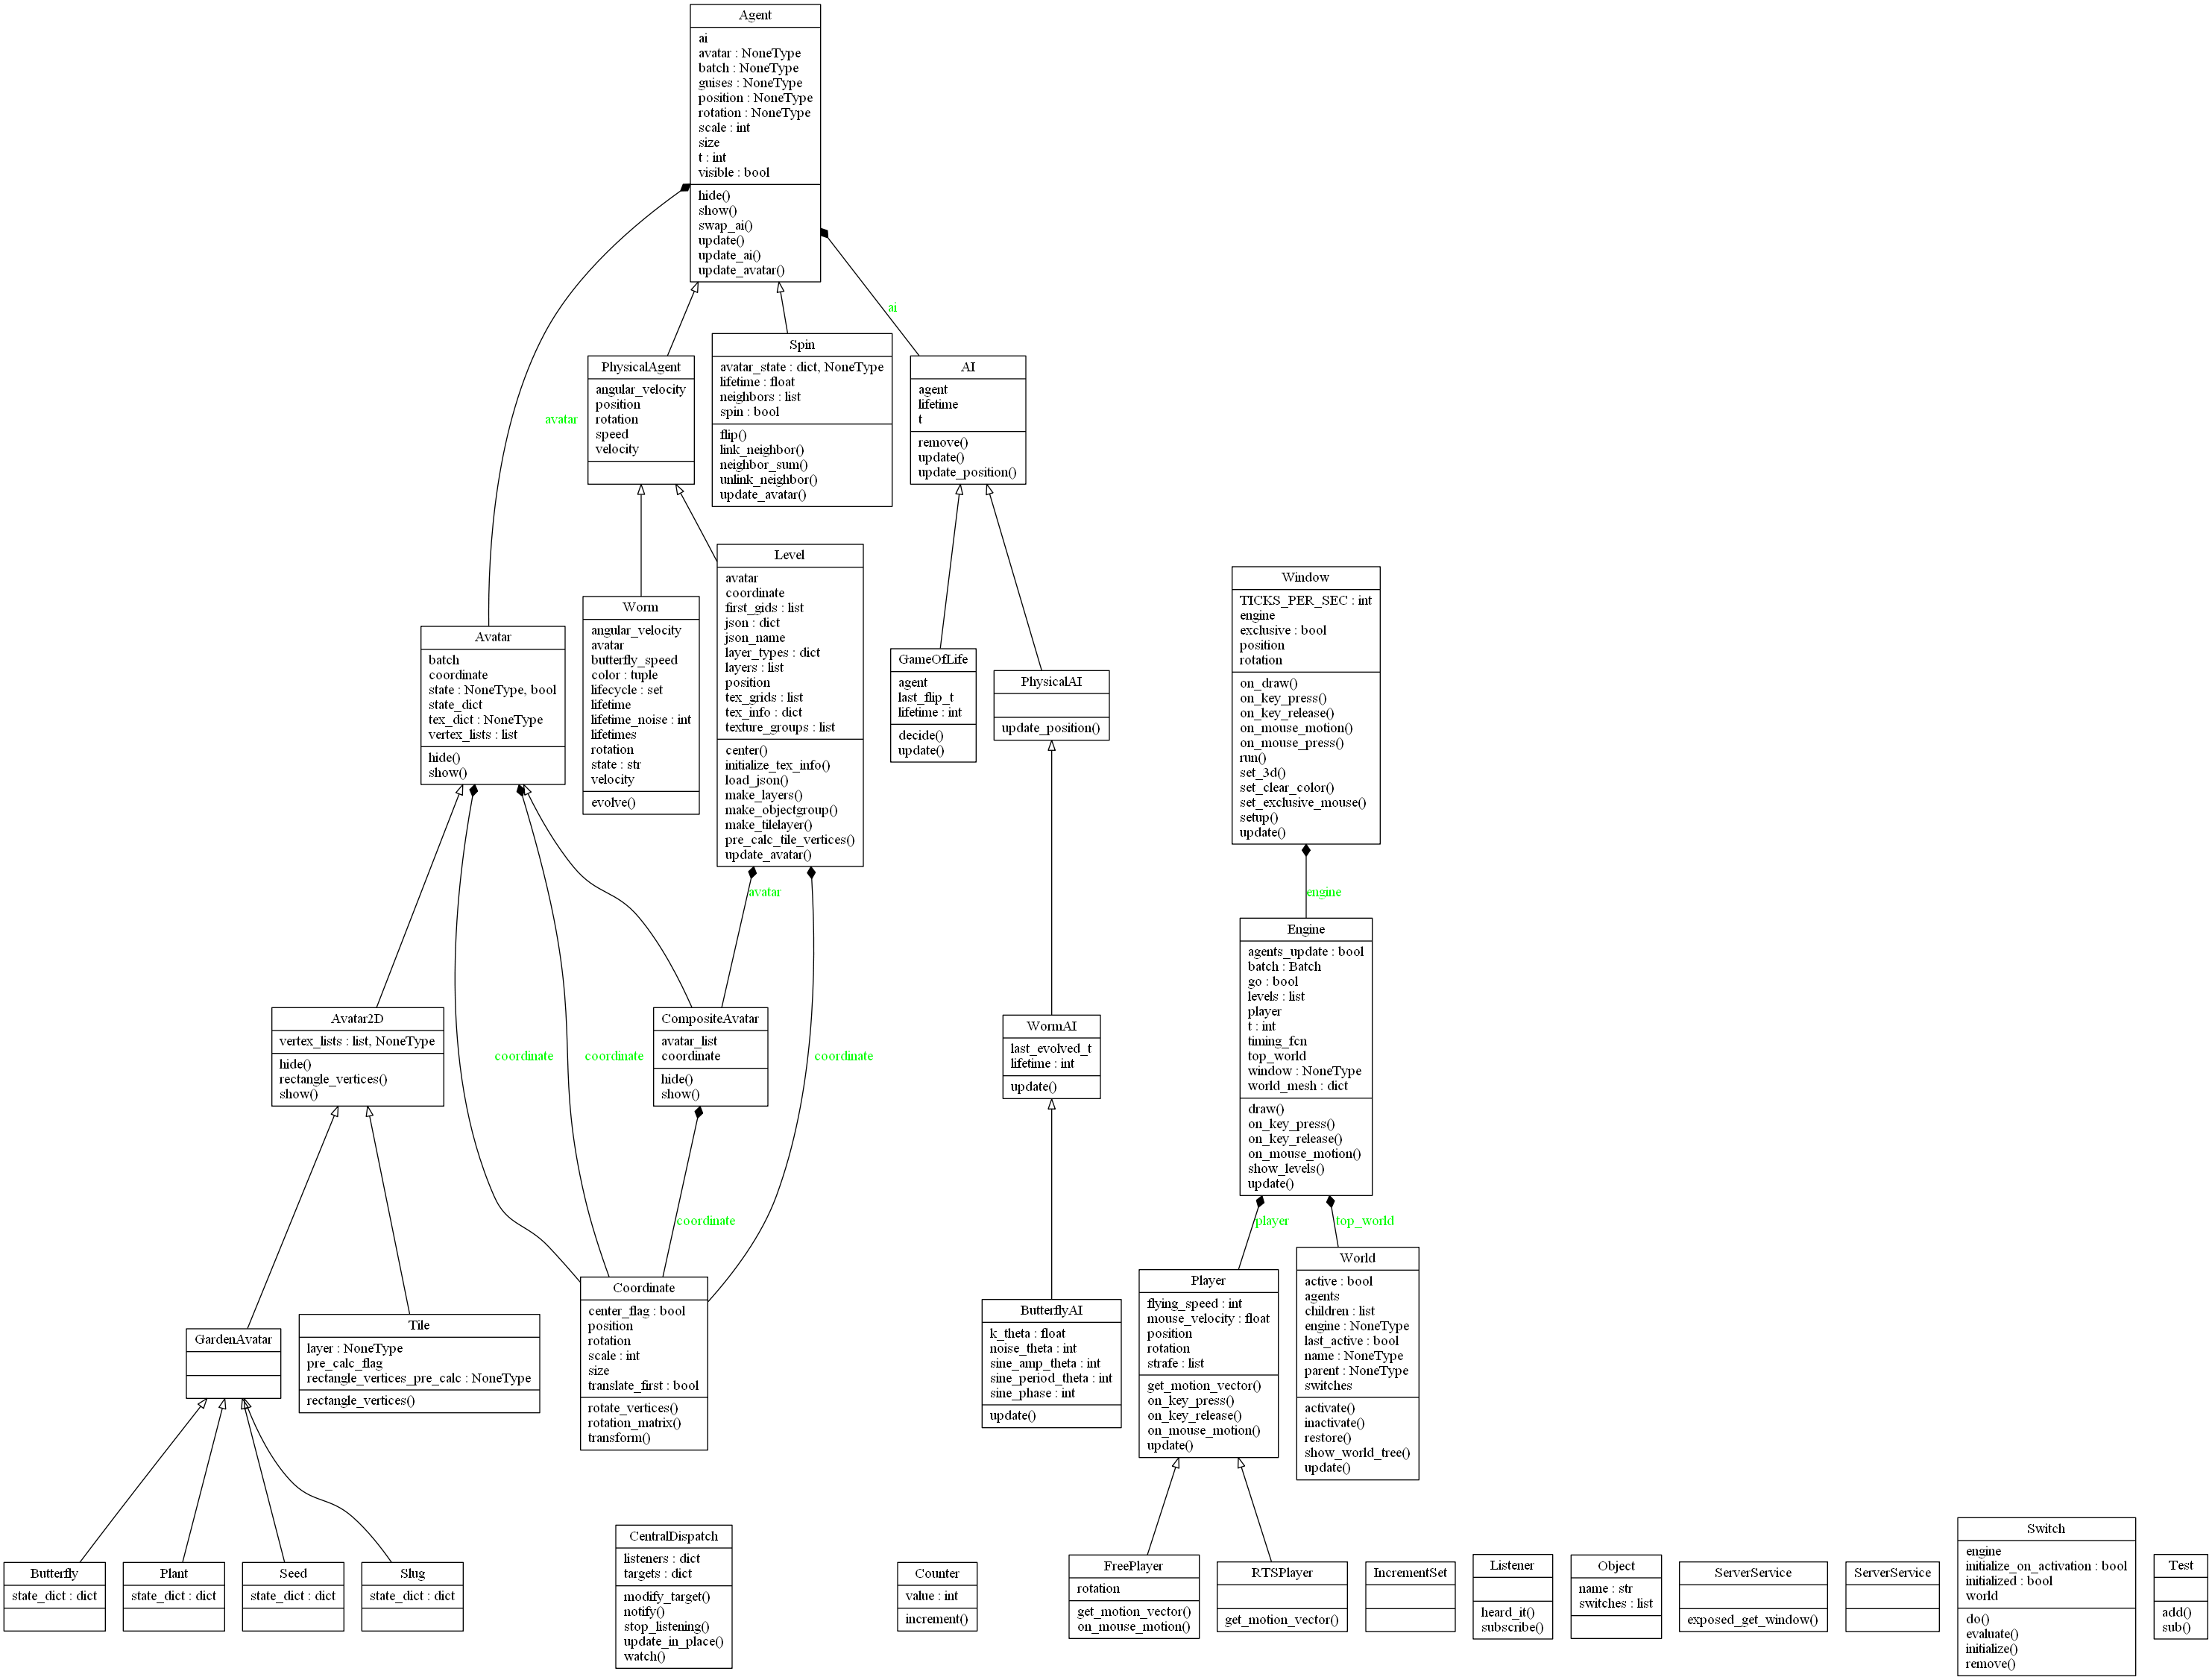 Agent
ai
avatar : NoneType
batch : NoneType
guises : NoneType
position : NoneType
rotation : NoneType
scale : int
size
t : int
visible : bool
hide()
show()
swap_ai()
update()
update_ai()
update_avatar()
ai
avatar
PhysicalAgent
angular_velocity
position
rotation
speed
velocity
Spin
avatar_state : dict, NoneType
lifetime : float
neighbors : list
spin : bool
flip()
link_neighbor()
neighbor_sum()
unlink_neighbor()
update_avatar()
AI
agent
lifetime
t
remove()
update()
update_position()
Avatar
batch
coordinate
state : NoneType, bool
state_dict
tex_dict : NoneType
vertex_lists : list
hide()
show()
Worm
angular_velocity
avatar
butterfly_speed
color : tuple
lifecycle : set
lifetime
lifetime_noise : int
lifetimes
rotation
state : str
velocity
evolve()
Level
avatar
coordinate
first_gids : list
json : dict
json_name
layer_types : dict
layers : list
position
tex_grids : list
tex_info : dict
texture_groups : list
center()
initialize_tex_info()
load_json()
make_layers()
make_objectgroup()
make_tilelayer()
pre_calc_tile_vertices()
update_avatar()
GameOfLife
agent
last_flip_t
lifetime : int
decide()
update()
PhysicalAI
update_position()
Window
TICKS_PER_SEC : int
engine
exclusive : bool
position
rotation
on_draw()
on_key_press()
on_key_release()
on_mouse_motion()
on_mouse_press()
run()
set_3d()
set_clear_color()
set_exclusive_mouse()
setup()
update()
avatar
engine
Avatar2D
vertex_lists : list, NoneType
hide()
rectangle_vertices()
show()
coordinate
coordinate
CompositeAvatar
avatar_list
coordinate
hide()
show()
coordinate
WormAI
last_evolved_t
lifetime : int
update()
Engine
agents_update : bool
batch : Batch
go : bool
levels : list
player
t : int
timing_fcn
top_world
window : NoneType
world_mesh : dict
draw()
on_key_press()
on_key_release()
on_mouse_motion()
show_levels()
update()
coordinate
player
top_world
GardenAvatar
Tile
layer : NoneType
pre_calc_flag
rectangle_vertices_pre_calc : NoneType
rectangle_vertices()
Coordinate
center_flag : bool
position
rotation
scale : int
size
translate_first : bool
rotate_vertices()
rotation_matrix()
transform()
ButterflyAI
k_theta : float
noise_theta : int
sine_amp_theta : int
sine_period_theta : int
sine_phase : int
update()
Player
flying_speed : int
mouse_velocity : float
position
rotation
strafe : list
get_motion_vector()
on_key_press()
on_key_release()
on_mouse_motion()
update()
World
active : bool
agents
children : list
engine : NoneType
last_active : bool
name : NoneType
parent : NoneType
switches
activate()
inactivate()
restore()
show_world_tree()
update()
Butterfly
state_dict : dict
Plant
state_dict : dict
Seed
state_dict : dict
Slug
state_dict : dict
CentralDispatch
listeners : dict
targets : dict
modify_target()
notify()
stop_listening()
update_in_place()
watch()
Counter
value : int
increment()
FreePlayer
rotation
get_motion_vector()
on_mouse_motion()
RTSPlayer
get_motion_vector()
IncrementSet
Listener
heard_it()
subscribe()
Object
name : str
switches : list
ServerService
exposed_get_window()
ServerService
Switch
engine
initialize_on_activation : bool
initialized : bool
world
do()
evaluate()
initialize()
remove()
Test
add()
sub()